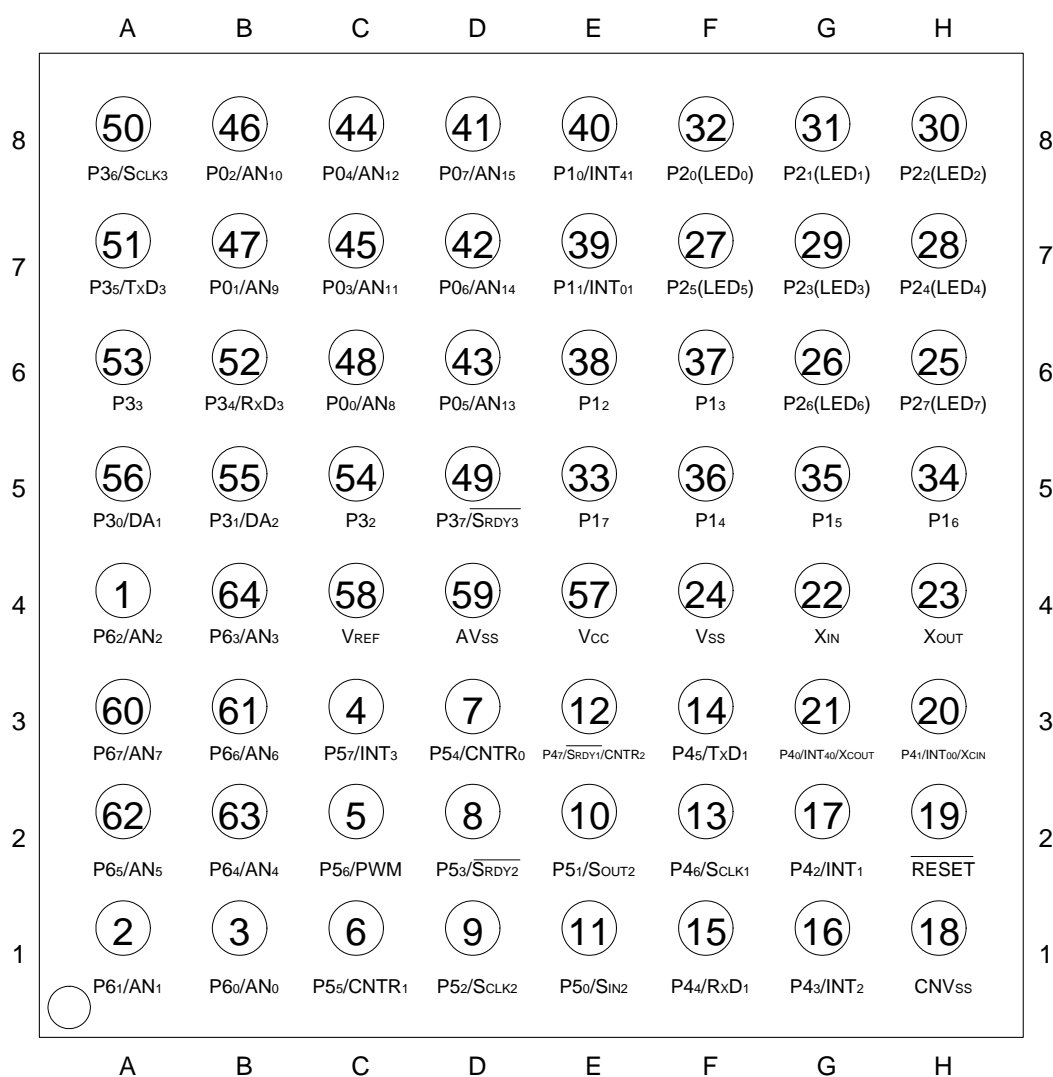 A B C D E F G H
8 50 46 44 41 40 32 31 30 8
P36/SCLK3 P02/AN10 P04/AN12 P07/AN15 P10/INT41 P20(LED0) P21(LED1) P22(LED2)
7 51 47 45 42 39 27 29 28 7
P35/TxD3 P01/AN9 P03/AN11 P06/AN14 P11/INT01 P25(LED5) P23(LED3) P24(LED4)
6 53 52 48 43 38 37 26 25 6
P33 P34/RxD3 P00/AN8 P05/AN13 P12 P13 P26(LED6) P27(LED7)
5 56 55 54 49 33 36 35 34 5
P30/DA1 P31/DA2 P32 P37/SRDY3 P17 P14 P15 P16
4 1 64 58 59 57 24 22 23 4
P62/AN2 P63/AN3 VREF AVSS VCC VSS XIN XOUT
3 60 61 4 7 12 14 21 20 3
P67/AN7 P66/AN6 P57/INT3 P54/CNTR0 P47/SRDY1/CNTR2 P45/TxD1 P40/INT40/XCOUT P41/INT00/XCIN
2 62 63 5 8 10 13 17 19 2
P65/AN5 P64/AN4 P56/PWM P53/SRDY2 P51/SOUT2 P46/SCLK1 P42/INT1 RESET
1 2 3 6 9 11 15 16 18 1
P61/AN1 P60/AN0 P55/CNTR1 P52/SCLK2 P50/SIN2 P44/RxD1 P43/INT2 CNVSS
A B C D E F G H